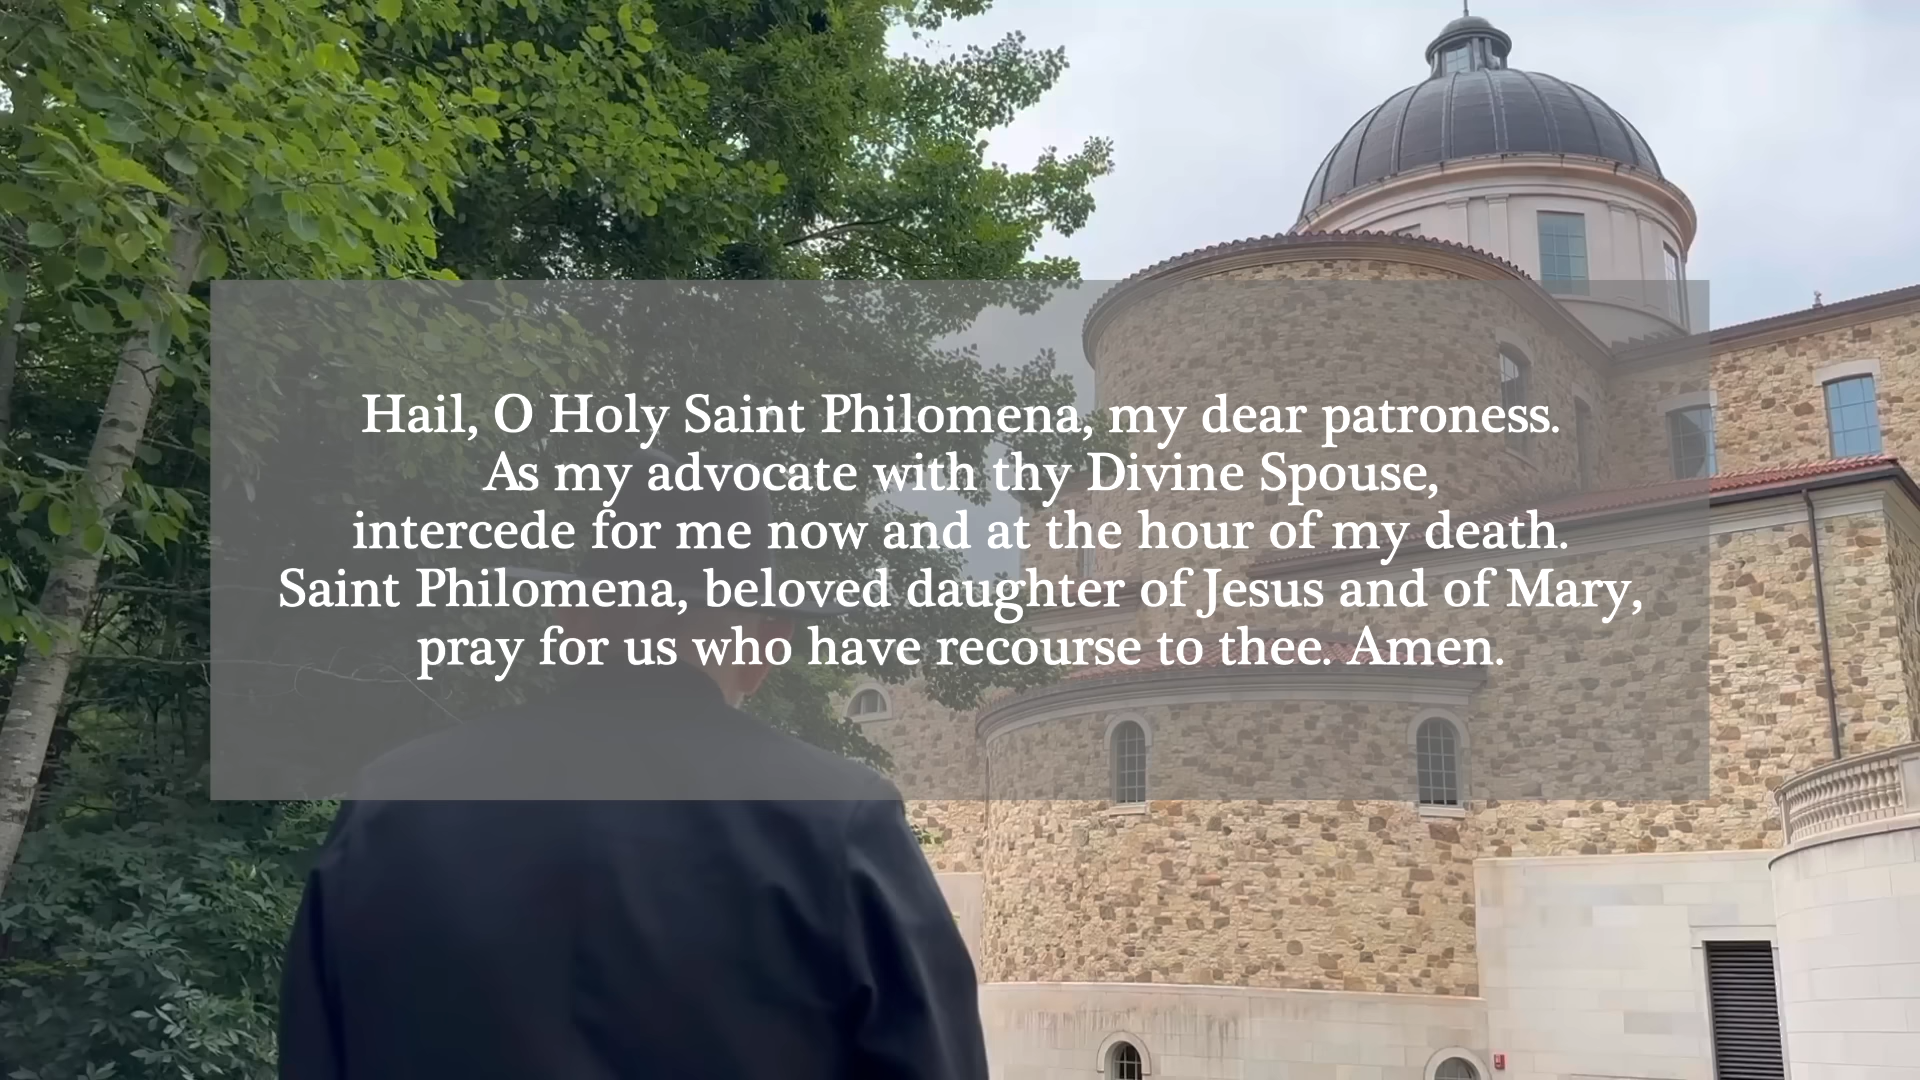 Hail, O Holy Saint Philomena, my dear patroness.
As my advocate with thy Divine Spouse,
intercede for me now and at the hour of my death.
Saint Philomena, beloved daughter of Jesus and of Mary,
pray for us who have recourse to thee. Amen.